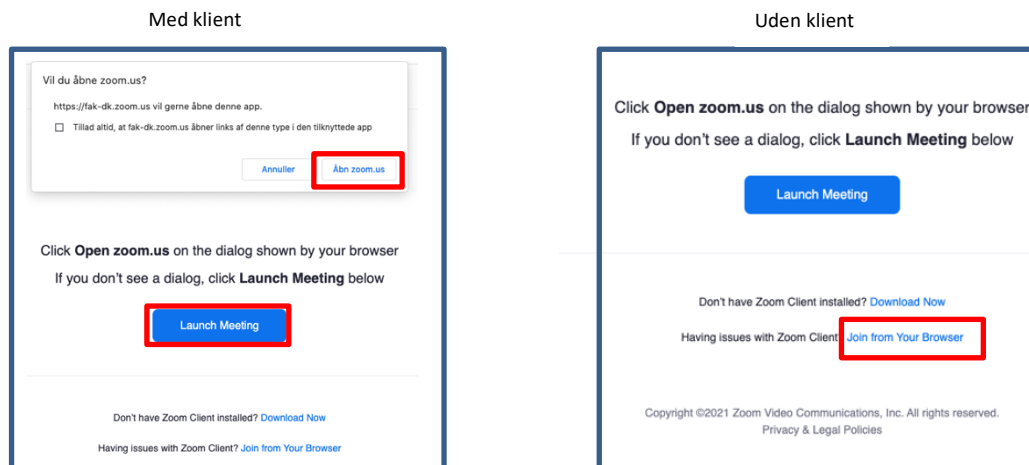 Med klient
Vil du åbne zoom.us?
https://fak-dk.zoom.us vil gerne åbne denne app.
Tillad altid, at fak-dk.zoom.us åbner links af denne type i den tilknyttede app
Annuller
Åbn zoom.us
Click Open zoom.us on the dialog shown by your browser
If you don't see a dialog, click Launch Meeting below
Launch Meeting
Don't have Zoom Client installed? Download Now
Having issues with Zoom Client? Join from Your Browser
Uden klient
Click Open zoom.us on the dialog shown by your browser
If you don't see a dialog, click Launch Meeting below
Launch Meeting
Don't have Zoom Client installed? Download Now
Having issues with Zoom Client? Join from Your Browser
Copyright ©2021 Zoom Video Communications, Inc. All rights reserved.
Privacy & Legal Policies